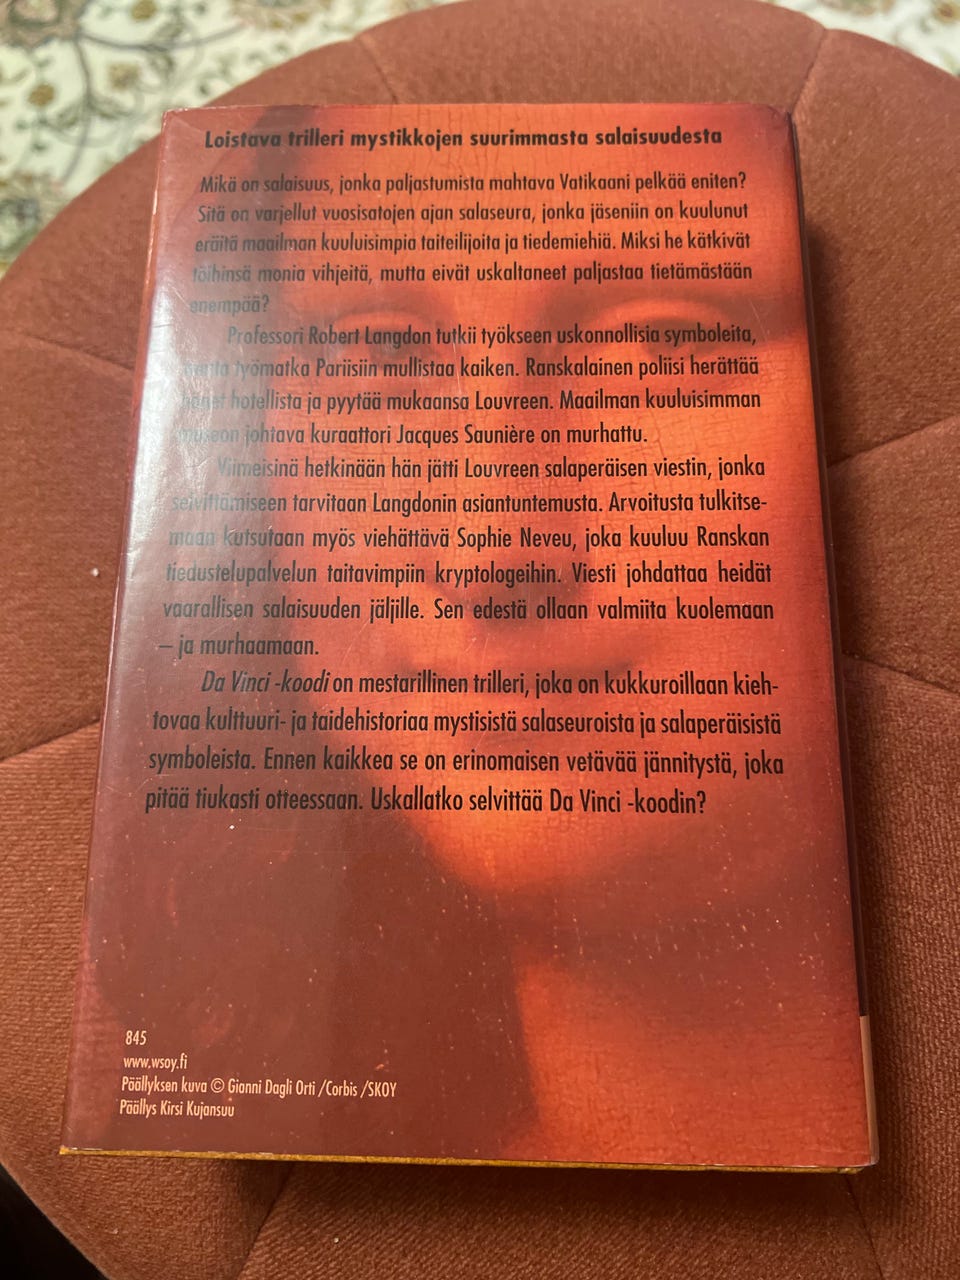 Loistava trilleri mystikkojen suurimmasta salaisuudesta
Mikä on salaisuus, jonka paljastumista mahtava Vatikaani pelkää eniten?
Sitä on varjellut vuosisatojen ajan salaseura, jonka jäseniin on kuulunut
eräitä maailman kuuluisimpia taiteilijoita ja tiedemiehiä. Miksi he kätkivät
töihinsä monia vihjeitä, mutta eivät uskaltaneet paljastaa tietämästään
enempää?
Professori Robert Langdon tutkii työkseen uskonnollisia symboleita,
mutta työmatka Pariisiin mullistaa kaiken. Ranskalainen poliisi herättää
hänet hotellista ja pyytää mukaansa Louvreen. Maailman kuuluisimman
museon johtava kuraattori Jacques Saunière on murhattu.
Viimeisinä hetkinään hän jätti Louvreen salaperäisen viestin, jonka
selvittämiseen tarvitaan Langdonin asiantuntemusta. Arvoitusta tulkitse-
maan kutsutaan myös viehättävä Sophie Neveu, joka kuuluu Ranskan
tiedustelupalvelun taitavimpiin kryptologeihin. Viesti johdattaa heidät
vaarallisen salaisuuden jäljille. Sen edestä ollaan valmiita kuolemaan
– ja murhaamaan.
Da Vinci -koodi on mestarillinen trilleri, joka on kukkuroillaan kieh-
tovaa kulttuuri- ja taidehistoriaa mystisistä salaseuroista ja salaperäisistä
symboleista. Ennen kaikkea se on erinomaisen vetävää jännitystä, joka
pitää tiukasti otteessaan. Uskallatko selvittää Da Vinci -koodin?
845
www.wsoy.fi
Päällyksen kuva © Gianni Dagli Orti /Corbis /SKOY
Päällys Kirsi Kujansuu